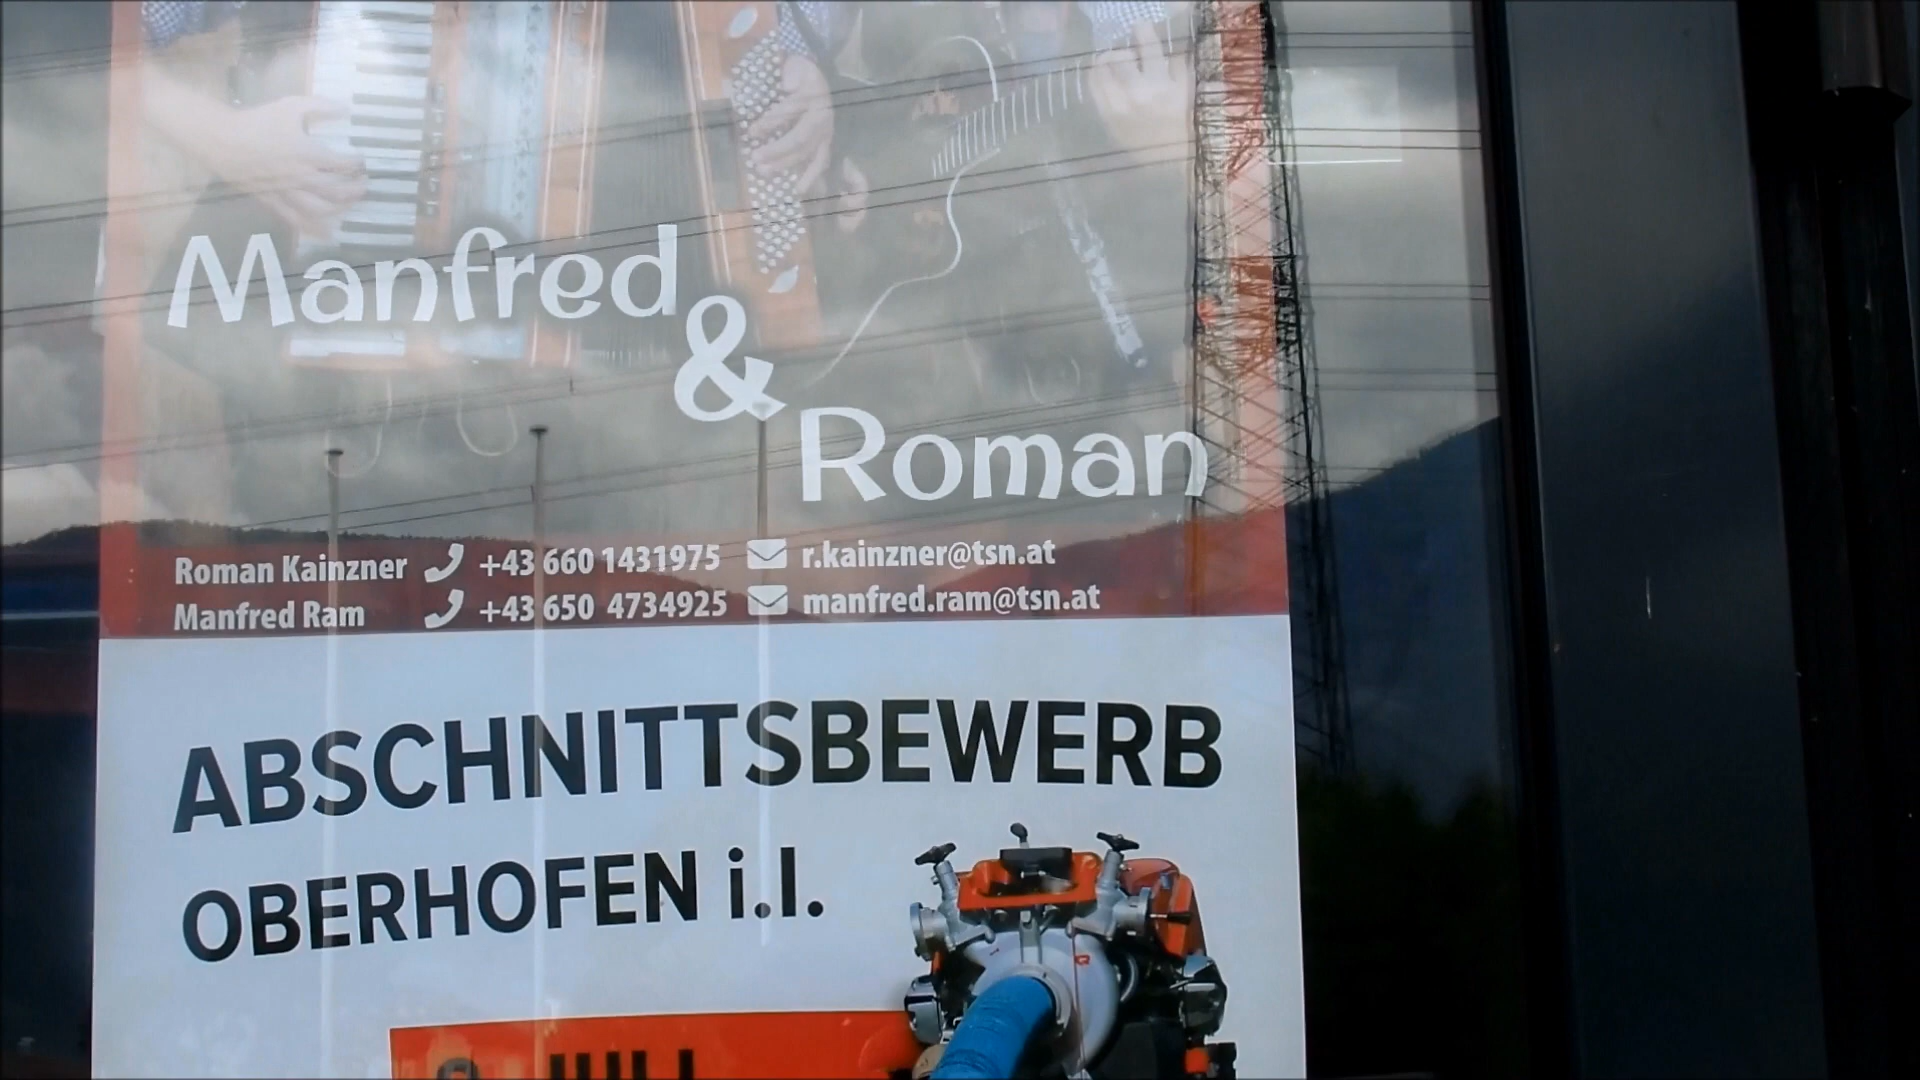 Manfred
&
Roman
Roman Kainzner +43 660 1431975 r.kainzner@tsn.at
Manfred Ram +43 650 4734925 manfred.ram@tsn.at
ABSCHNITTSBEWERB
OBERHOFEN i.I.